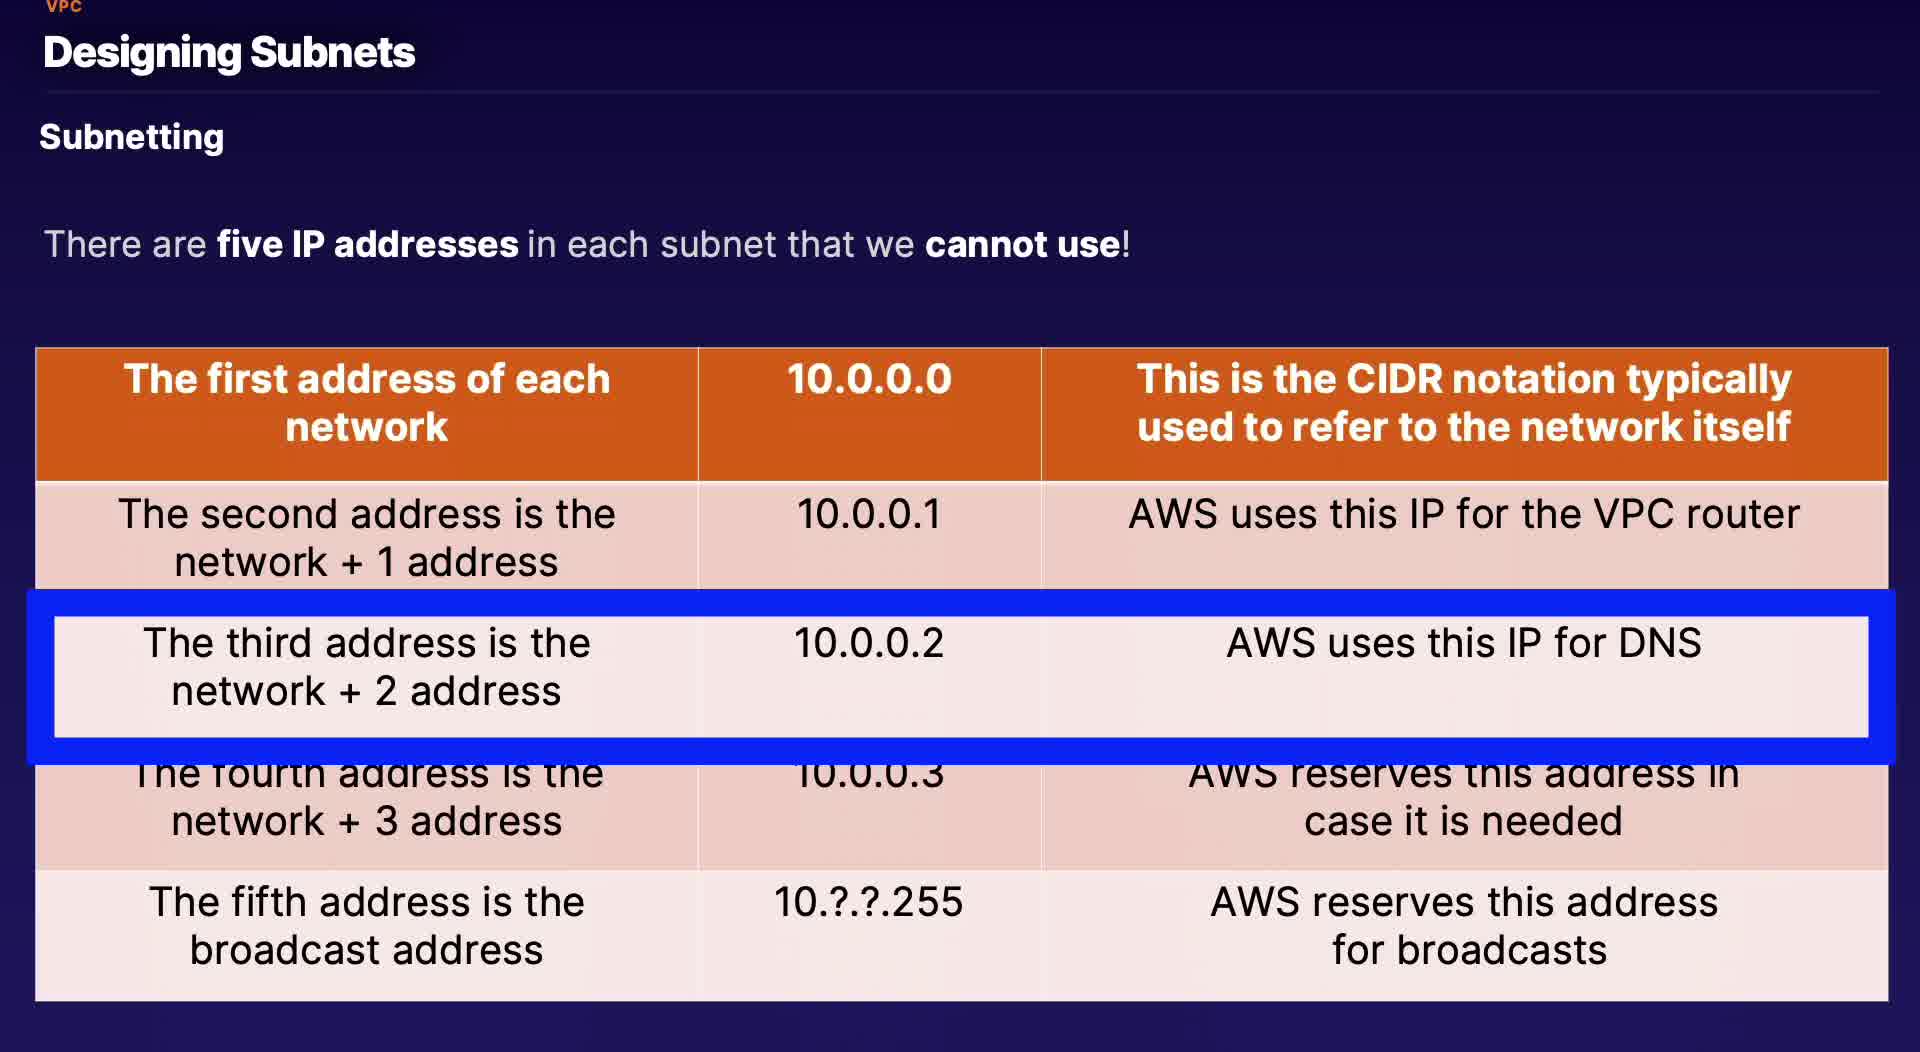 VPC
Designing Subnets
Subnetting
There are five IP addresses in each subnet that we cannot use!
The first address of each
network
10.0.0.0
This is the CIDR notation typically
used to refer to the network itself
The second address is the
network + 1 address
10.0.0.1
AWS uses this IP for the VPC router
The third address is the
network + 2 address
10.0.0.2
AWS uses this IP for DNS
The fourth address is the
network + 3 address
10.0.0.3
AWS reserves this address in
case it is needed
The fifth address is the
broadcast address
10.?.?.255
AWS reserves this address
for broadcasts